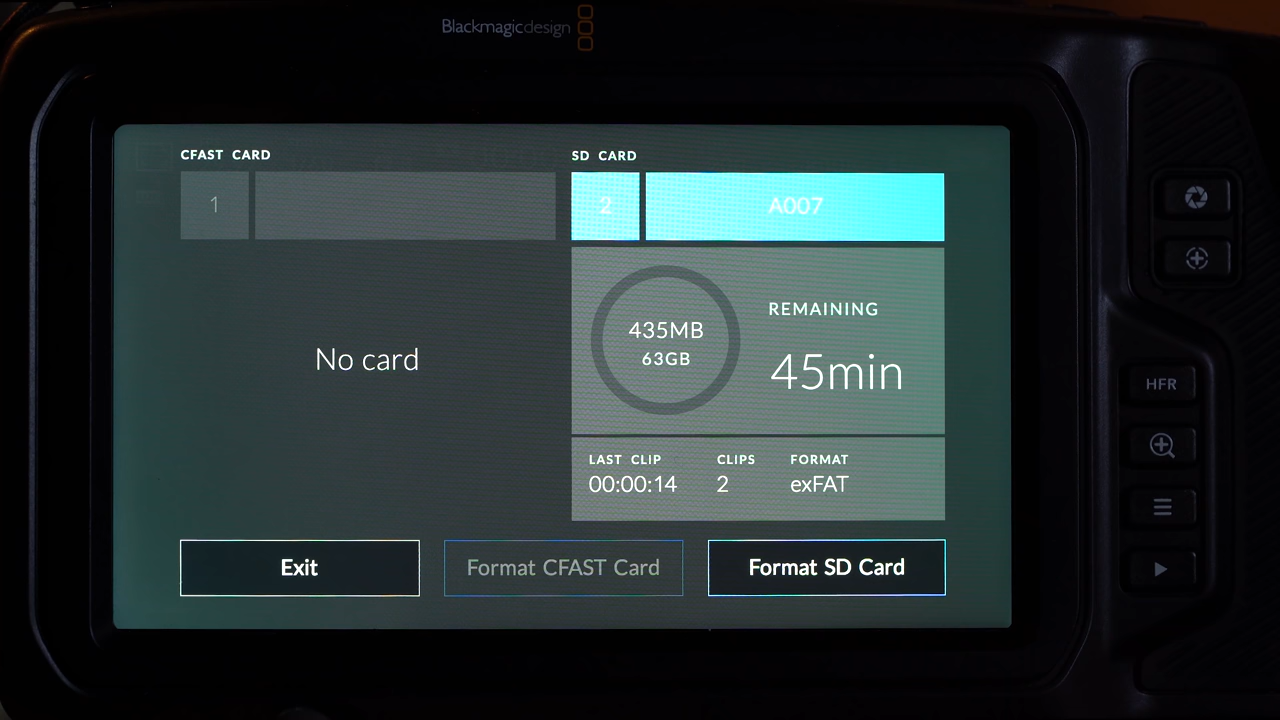 Blackmagicdesign
CFAST CARD
1
No card
SD CARD
2 A007
435MB
63GB
REMAINING
45min
LAST CLIP CLIPS FORMAT
00:00:14 2 exFAT
Exit Format CFAST Card Format SD Card
HFR